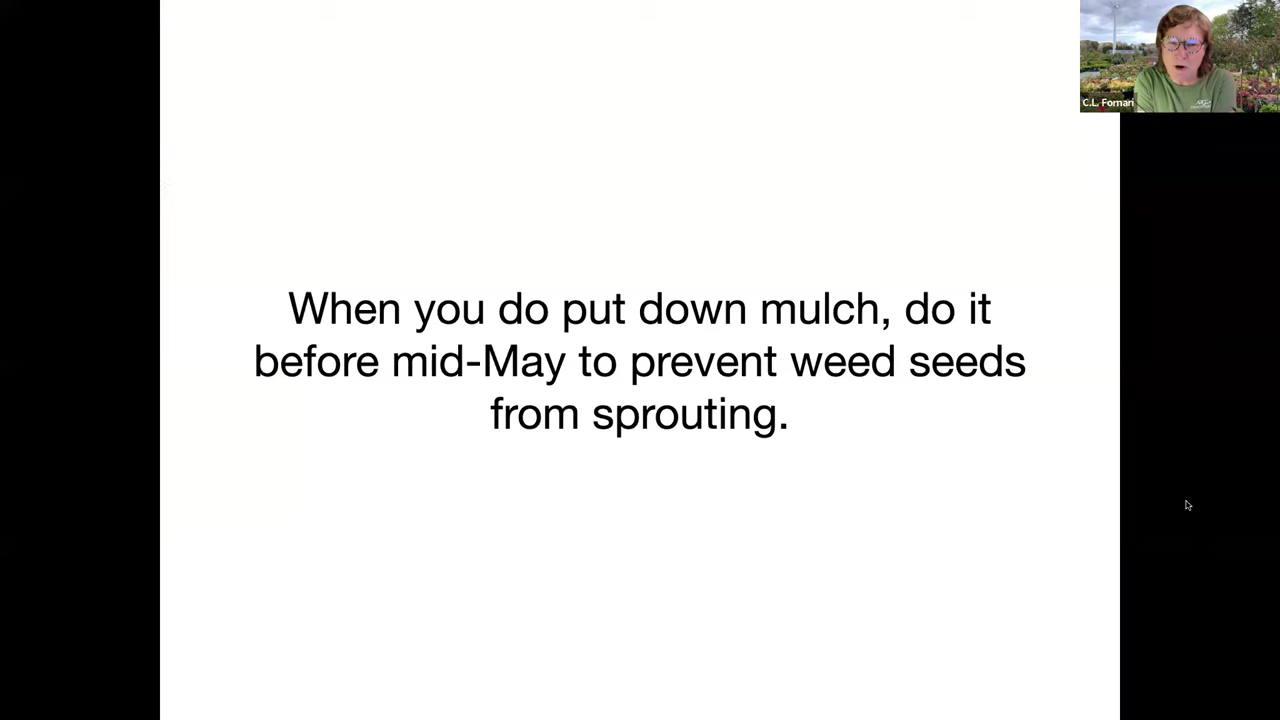 C.L. Fornari
When you do put down mulch, do it
before mid-May to prevent weed seeds
from sprouting.